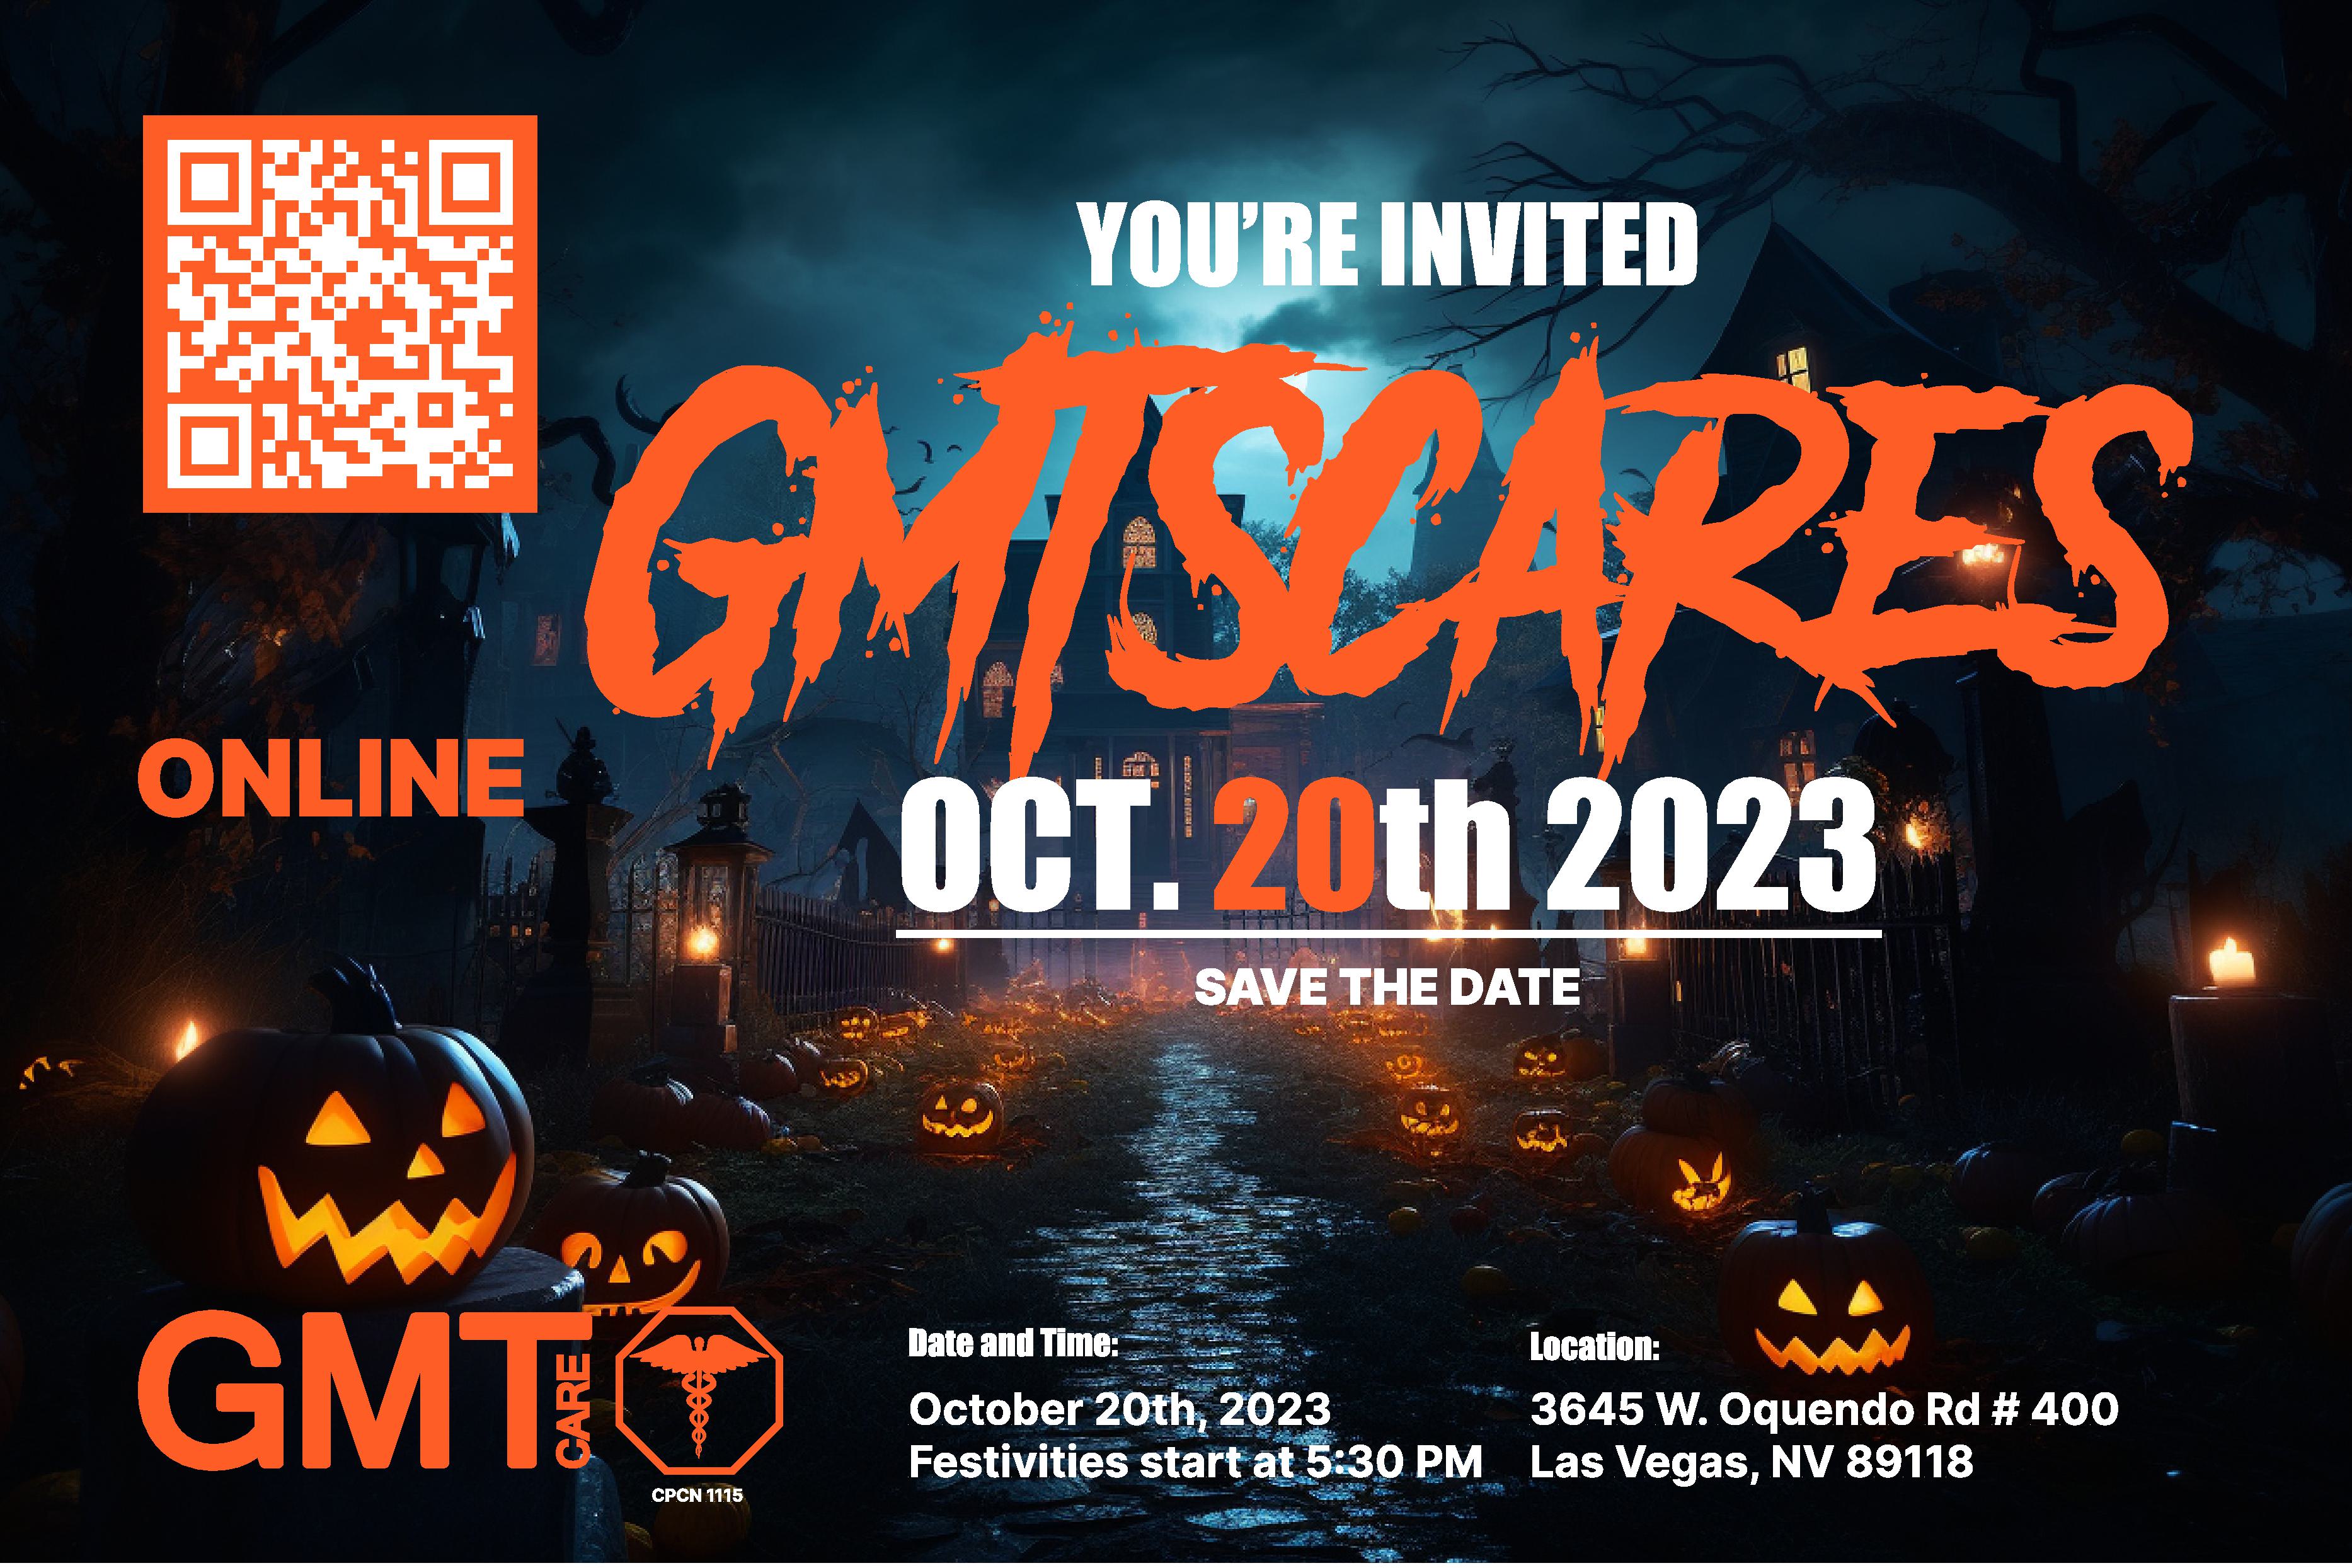 YOU'RE INVITED
GMTSCARES
ONLINE
OCT. 20th 2023
SAVE THE DATE
GMT
CARE
CPCN 1115
Date and Time:
October 20th, 2023
Festivities start at 5:30 PM
Location:
3645 W. Oquendo Rd # 400
Las Vegas, NV 89118